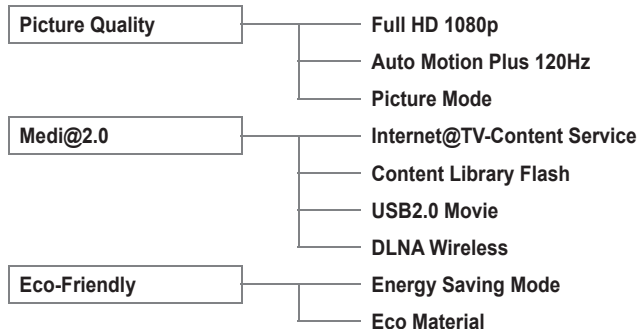 Picture Quality
Full HD 1080p
Auto Motion Plus 120Hz
Picture Mode
Medi@2.0
Internet@TV-Content Service
Content Library Flash
USB2.0 Movie
DLNA Wireless
Eco-Friendly
Energy Saving Mode
Eco Material